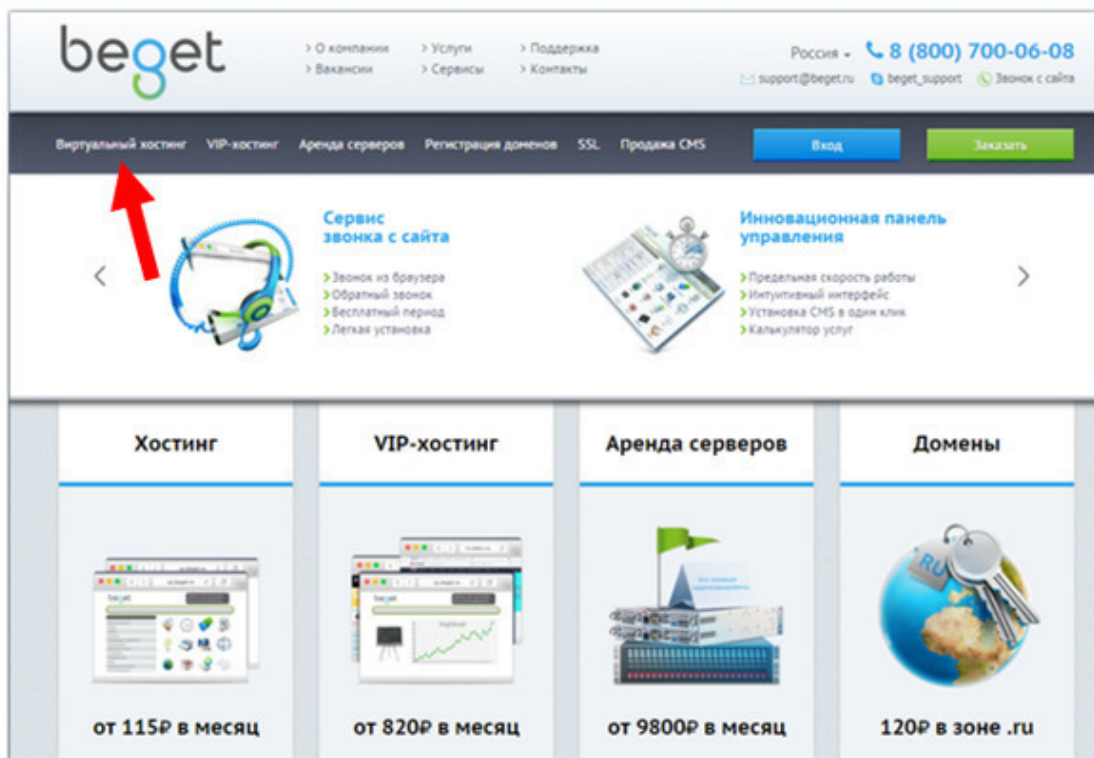 beget
> О компании
> Услуги
> Поддержка
> Вакансии
> Сервисы
> Контакты
Россия
8 (800) 700-06-08
support@beget.ru
beget_support
Звонок с сайта
Виртуальный хостинг
VIP-хостинг
Аренда серверов
Регистрация доменов
SSL
Продажа CMS
Вход
Заказать
Сервис
звонка с сайта
Звонок из браузера
Обратный звонок
Бесплатный период
Легкая установка
Инновационная панель
управления
Предельная скорость работы
Интуитивный интерфейс
Установка CMS в один клик
Калькулятор услуг
Хостинг
VIP-хостинг
Аренда серверов
Домены
beget
beget
RU
от 115₽ в месяц
от 820₽ в месяц
от 9800₽ в месяц
120₽ в зоне .ru